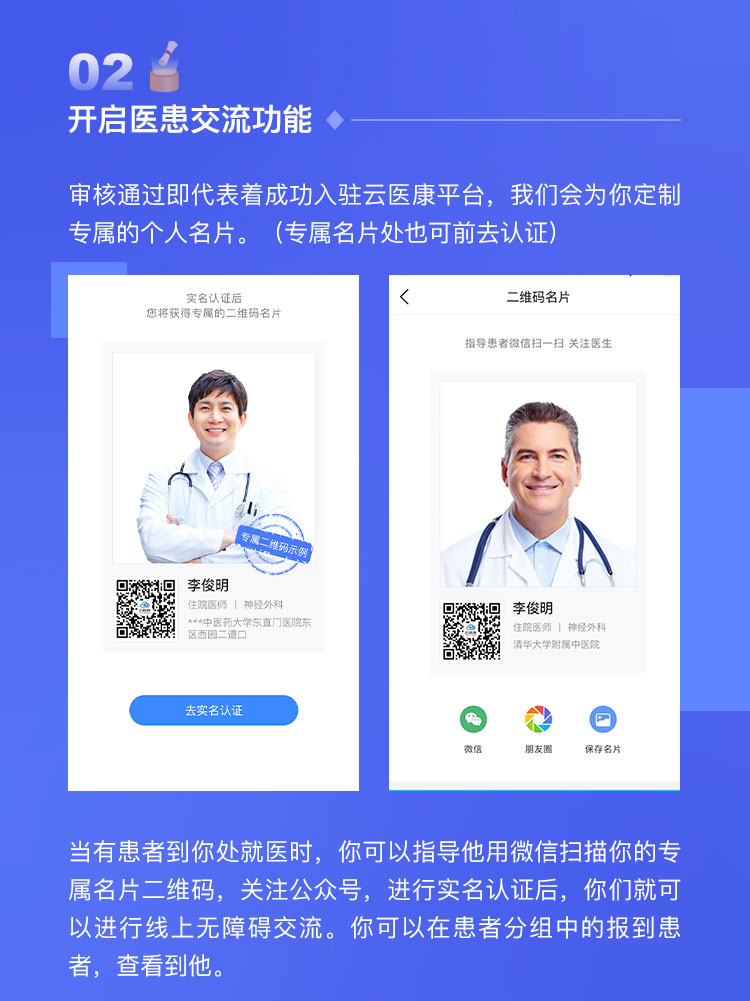 02
开启医患交流功能
审核通过即代表着成功入驻云医康平台，我们会为你定制
专属的个人名片。（专属名片处也可前去认证）
实名认证后
您将获得专属的二维码名片
专属二维码示例
李俊明
住院医师 | 神经外科
***中医药大学东直门医院东
区西园二道口
去实名认证
二维码名片
指导患者微信扫一扫 关注医生
李俊明
住院医师 | 神经外科
清华大学附属中医院
微信
朋友圈
保存名片
当有患者到你处就医时，你可以指导他用微信扫描你的专
属名片二维码，关注公众号，进行实名认证后，你们就可
以进行线上无障碍交流。你可以在患者分组中的报到患
者，查看到他。